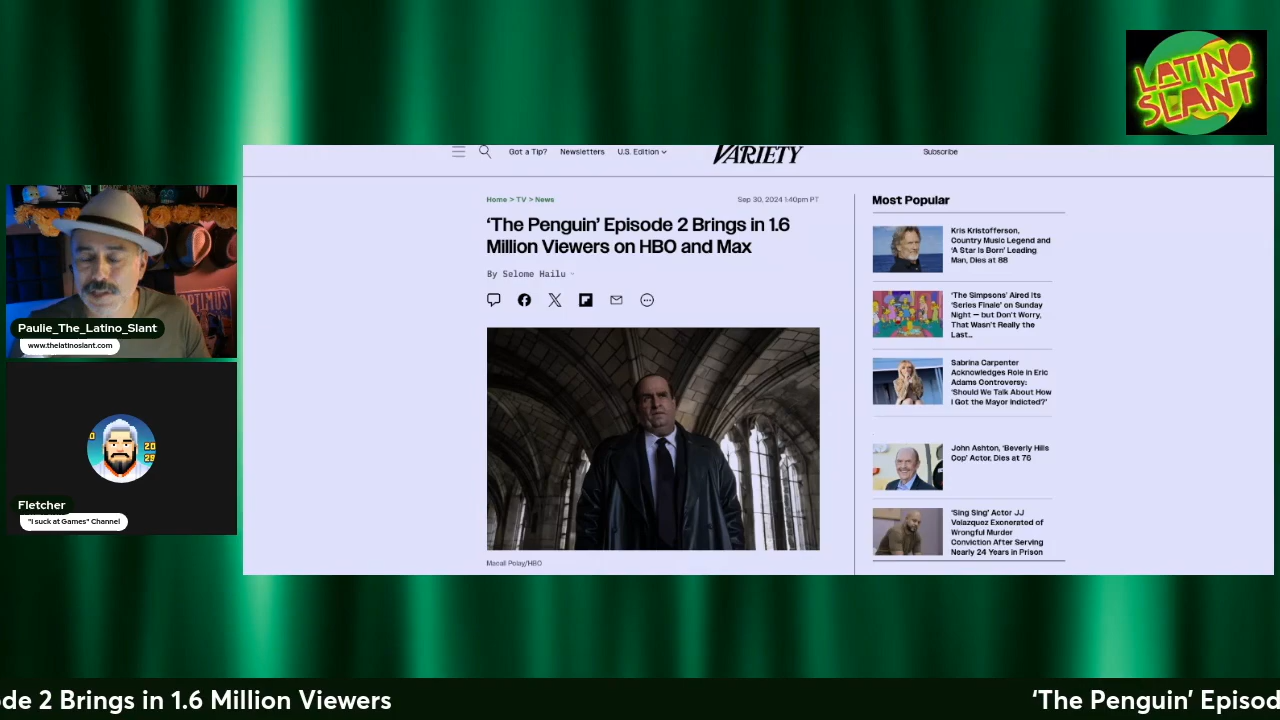 LATINO
SLANT
Got a Tip? Newsletters U.S. Edition VARIETY Subscribe
Home > TV > News Sep 30, 2024 1:40pm PT
‘The Penguin’ Episode 2 Brings in 1.6
Million Viewers on HBO and Max
By Selome Hailu
Macall Polay/HBO
Most Popular
Kris Kristofferson,
Country Music Legend and
‘A Star Is Born’ Leading
Man, Dies at 88
‘The Simpsons’ Aired Its
‘Series Finale’ on Sunday
Night — but Don’t Worry,
That Wasn’t Really the
Last...
Sabrina Carpenter
Acknowledges Role in Eric
Adams Controversy:
‘Should We Talk About How
I Got the Mayor Indicted?’
John Ashton, ‘Beverly Hills
Cop’ Actor, Dies at 76
‘Sing Sing’ Actor JJ
Velazquez Exonerated of
Wrongful Murder
Conviction After Serving
Nearly 24 Years in Prison
Paulie_The_Latino_Slant
www.thelatinoslant.com
0 20
28
Fletcher
"I suck at Games" Channel
de 2 Brings in 1.6 Million Viewers ‘The Penguin’ Episod